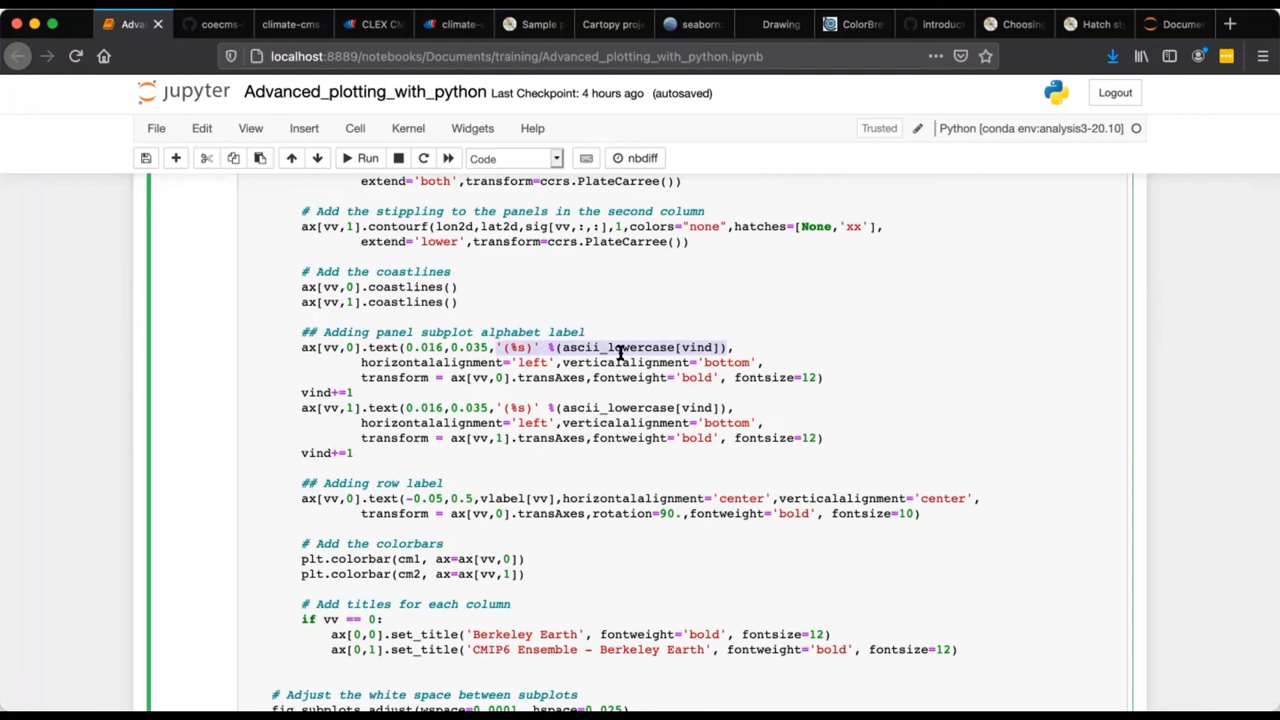 Adva
coecms-
climate-cms
CLEX CM
climate-
Sample p
Cartopy proj
seaborn
Drawing
ColorBre
introduct
Choosing
Hatch st
Docume
localhost:8889/notebooks/Documents/training/Advanced_plotting_with_python.ipynb
jupyter Advanced_plotting_with_python Last Checkpoint: 4 hours ago (autosaved)
Logout
File Edit View Insert Cell Kernel Widgets Help
Trusted
Python [conda env:analysis3-20.10]
Run
Code
nbdiff
extend='both',transform=ccrs.PlateCarree())
# Add the stippling to the panels in the second column
ax[vv,1].contourf(lon2d,lat2d,sig[vv,:,:],1,colors="none",hatches=[None,'xx'],
extend='lower',transform=ccrs.PlateCarree())
# Add the coastlines
ax[vv,0].coastlines()
ax[vv,1].coastlines()
## Adding panel subplot alphabet label
ax[vv,0].text(0.016,0.035,'(%s)' %(ascii_lowercase[vind]),
horizontalalignment='left',verticalalignment='bottom',
transform = ax[vv,0].transAxes,fontweight='bold', fontsize=12)
vind+=1
ax[vv,1].text(0.016,0.035,'(%s)' %(ascii_lowercase[vind]),
horizontalalignment='left',verticalalignment='bottom',
transform = ax[vv,1].transAxes,fontweight='bold', fontsize=12)
vind+=1
## Adding row label
ax[vv,0].text(-0.05,0.5,vlabel[vv],horizontalalignment='center',verticalalignment='center',
transform = ax[vv,0].transAxes,rotation=90.,fontweight='bold', fontsize=10)
# Add the colorbars
plt.colorbar(cm1, ax=ax[vv,0])
plt.colorbar(cm2, ax=ax[vv,1])
# Add titles for each column
if vv == 0:
ax[0,0].set_title('Berkeley Earth', fontweight='bold', fontsize=12)
ax[0,1].set_title('CMIP6 Ensemble - Berkeley Earth', fontweight='bold', fontsize=12)
# Adjust the white space between subplots
fig.subplots_adjust(wspace=0.0001, hspace=0.025)